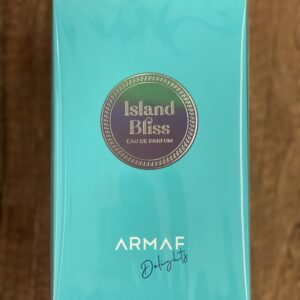 Island
Bliss
EAU DE PARFUM
ARMAF
Delights